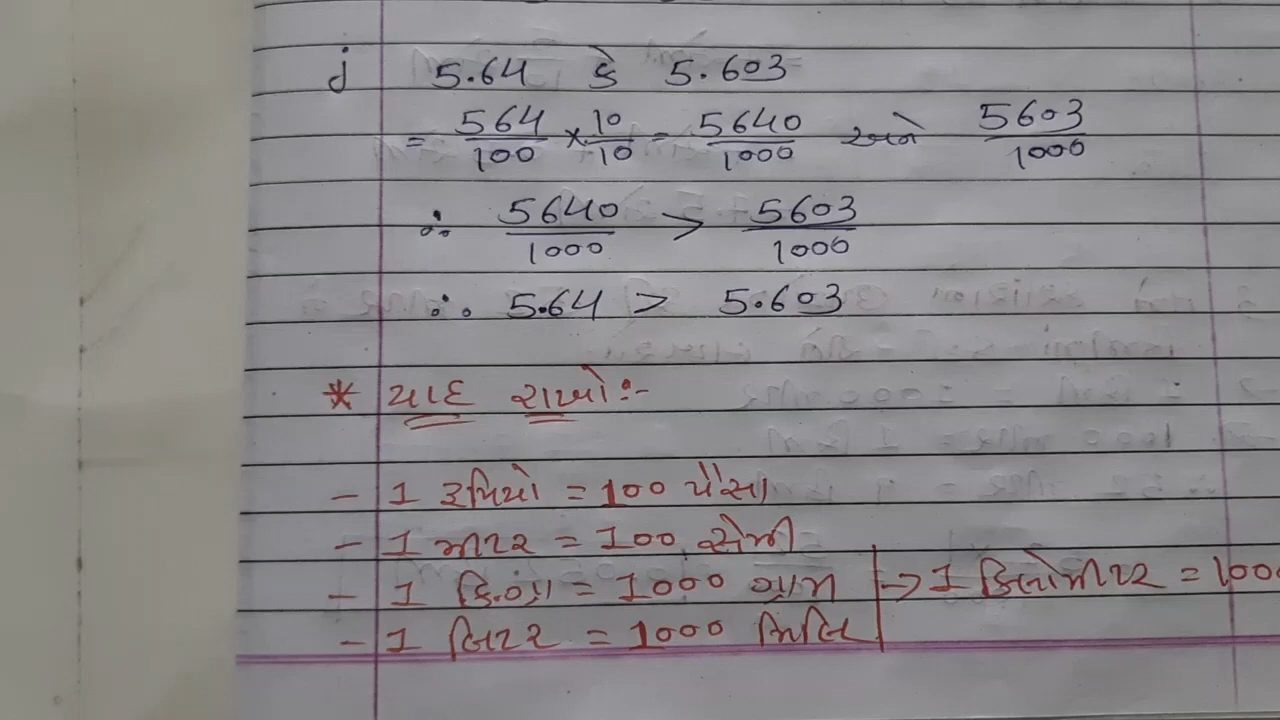 j 5.64 કે 5.603
= 564/100 × 10/10 = 5640/1000 અને 5603/1000
∴ 5640/1000 > 5603/1000
∴ 5.64 > 5.603
* યાદ રાખો:-
- 1 રૂપિયો = 100 પૈસા
- 1 મીટર = 100 સેમી
- 1 કિ.ગ્રા = 1000 ગ્રામ → 1 કિલોમીટર = 100
- 1 લિટર = 1000 મિલિ